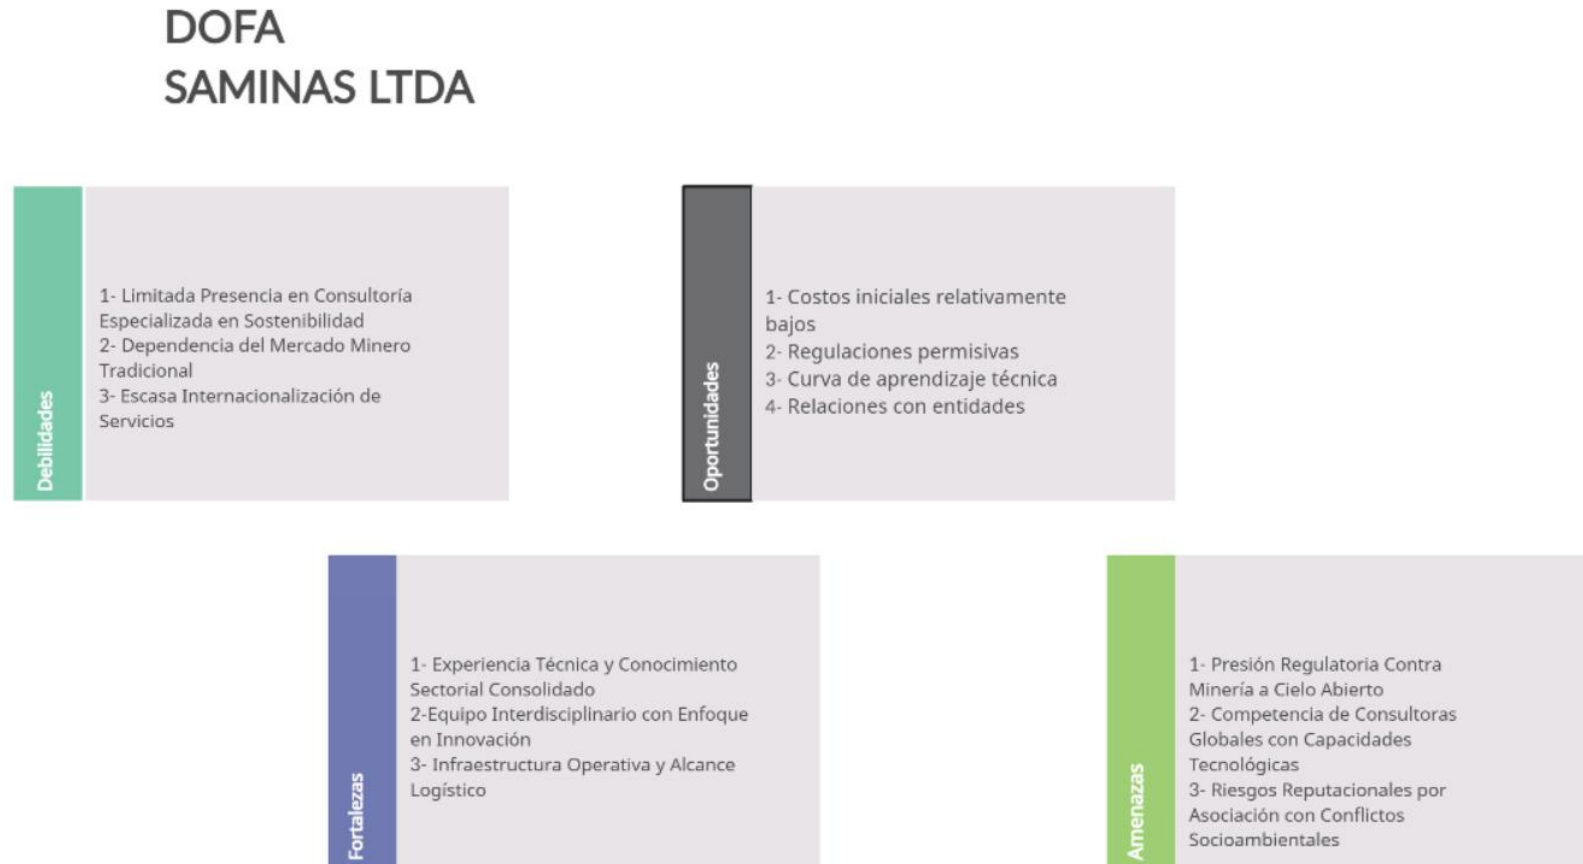 DOFA
SAMINAS LTDA
Debilidades
1- Limitada Presencia en Consultoría
Especializada en Sostenibilidad
2- Dependencia del Mercado Minero
Tradicional
3- Escasa Internacionalización de
Servicios
Oportunidades
1- Costos iniciales relativamente
bajos
2- Regulaciones permisivas
3- Curva de aprendizaje técnica
4- Relaciones con entidades
Fortalezas
1- Experiencia Técnica y Conocimiento
Sectorial Consolidado
2-Equipo Interdisciplinario con Enfoque
en Innovación
3- Infraestructura Operativa y Alcance
Logístico
Amenazas
1- Presión Regulatoria Contra
Minería a Cielo Abierto
2- Competencia de Consultoras
Globales con Capacidades
Tecnológicas
3- Riesgos Reputacionales por
Asociación con Conflictos
Socioambientales